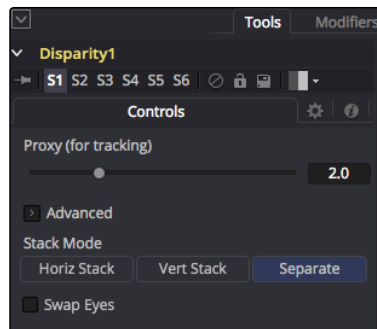 Tools Modifiers
Disparity1
S1 S2 S3 S4 S5 S6
Controls
Proxy (for tracking)
2.0
Advanced
Stack Mode
Horiz Stack Vert Stack Separate
Swap Eyes